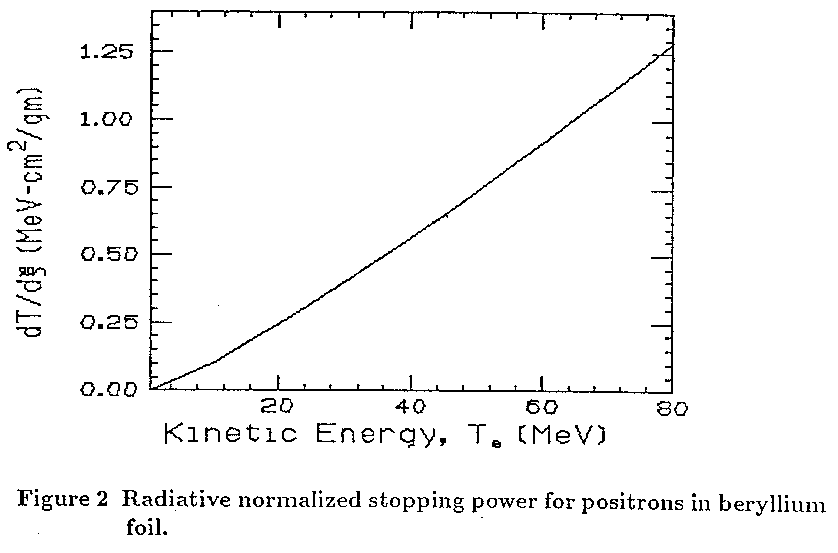 1.25
1.00
0.75
0.50
0.25
0.00
dT/dξ (MeV-cm²/gm)
20 40 60 80
Kinetic Energy, Tₑ (MeV)
Figure 2 Radiative normalized stopping power for positrons in beryllium
foil.